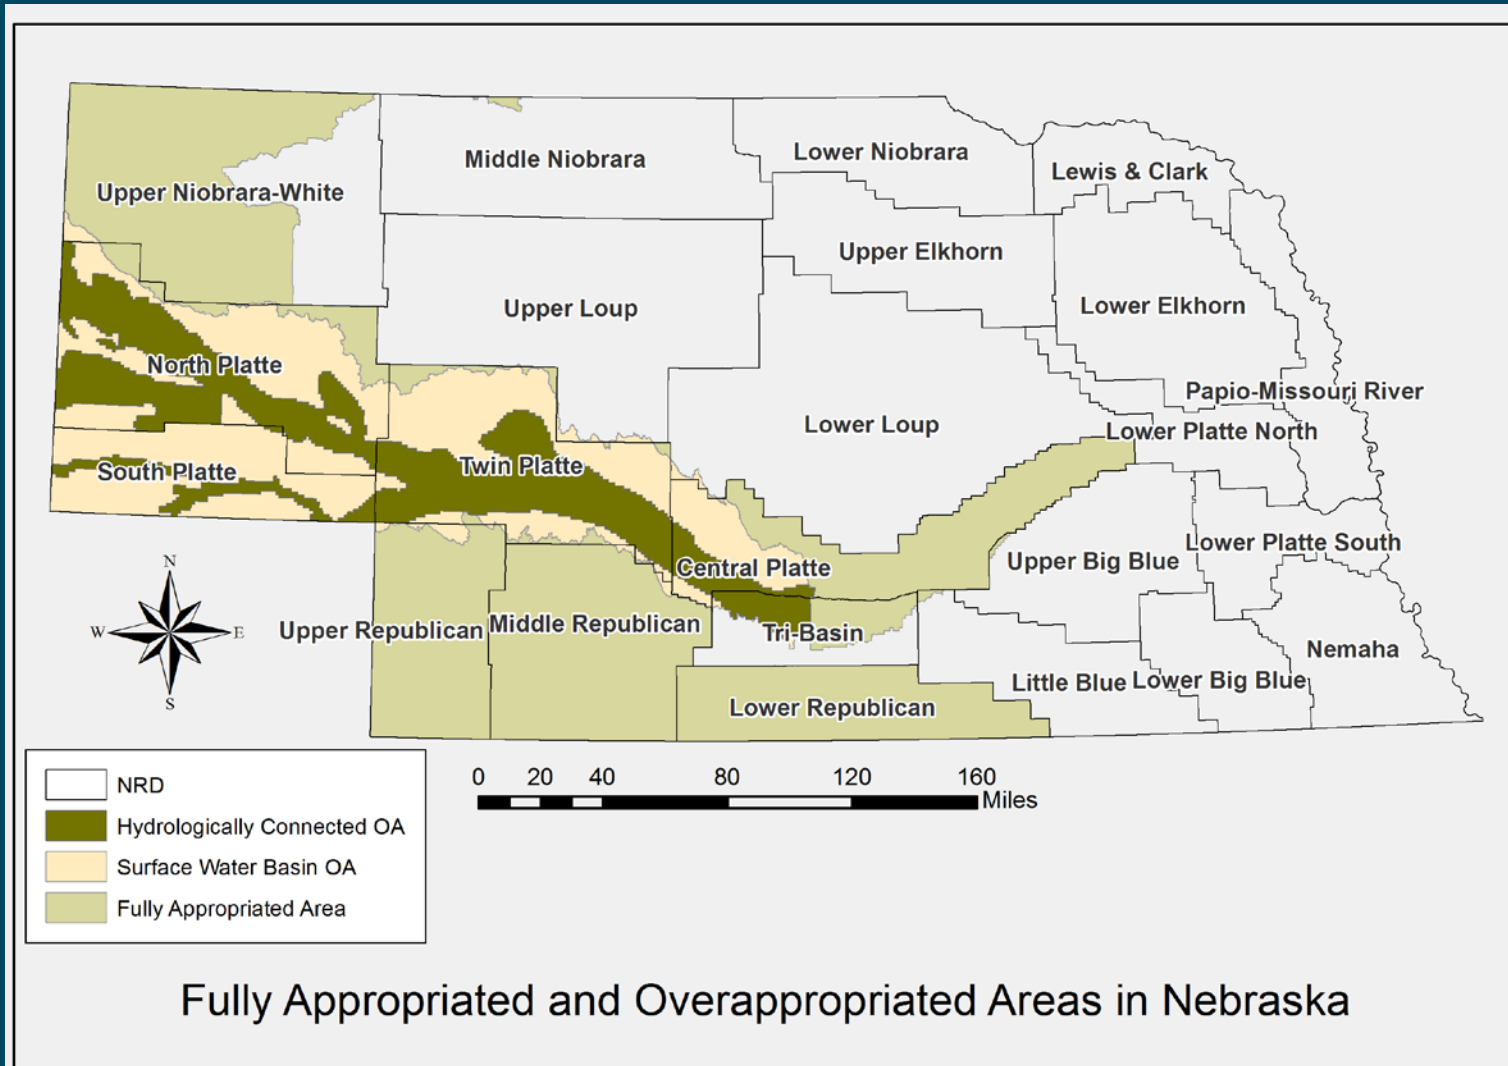 Middle Niobrara
Lower Niobrara
Lewis & Clark
Upper Niobrara-White
Upper Elkhorn
Upper Loup
Lower Elkhorn
North Platte
Papio-Missouri River
Lower Loup
Lower Platte North
South Platte
Twin Platte
Central Platte
Upper Big Blue
Lower Platte South
Upper Republican
Middle Republican
Tri-Basin
Nemaha
Little Blue
Lower Big Blue
Lower Republican
N
W
E
S
NRD
Hydrologically Connected OA
Surface Water Basin OA
Fully Appropriated Area
0 20 40 80 120 160
Miles
Fully Appropriated and Overappropriated Areas in Nebraska